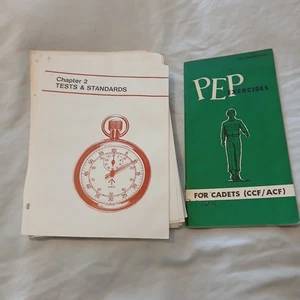 Chapter 2
TESTS & STANDARDS
PEP
EXERCISES
FOR CADETS (CCF/ACF)